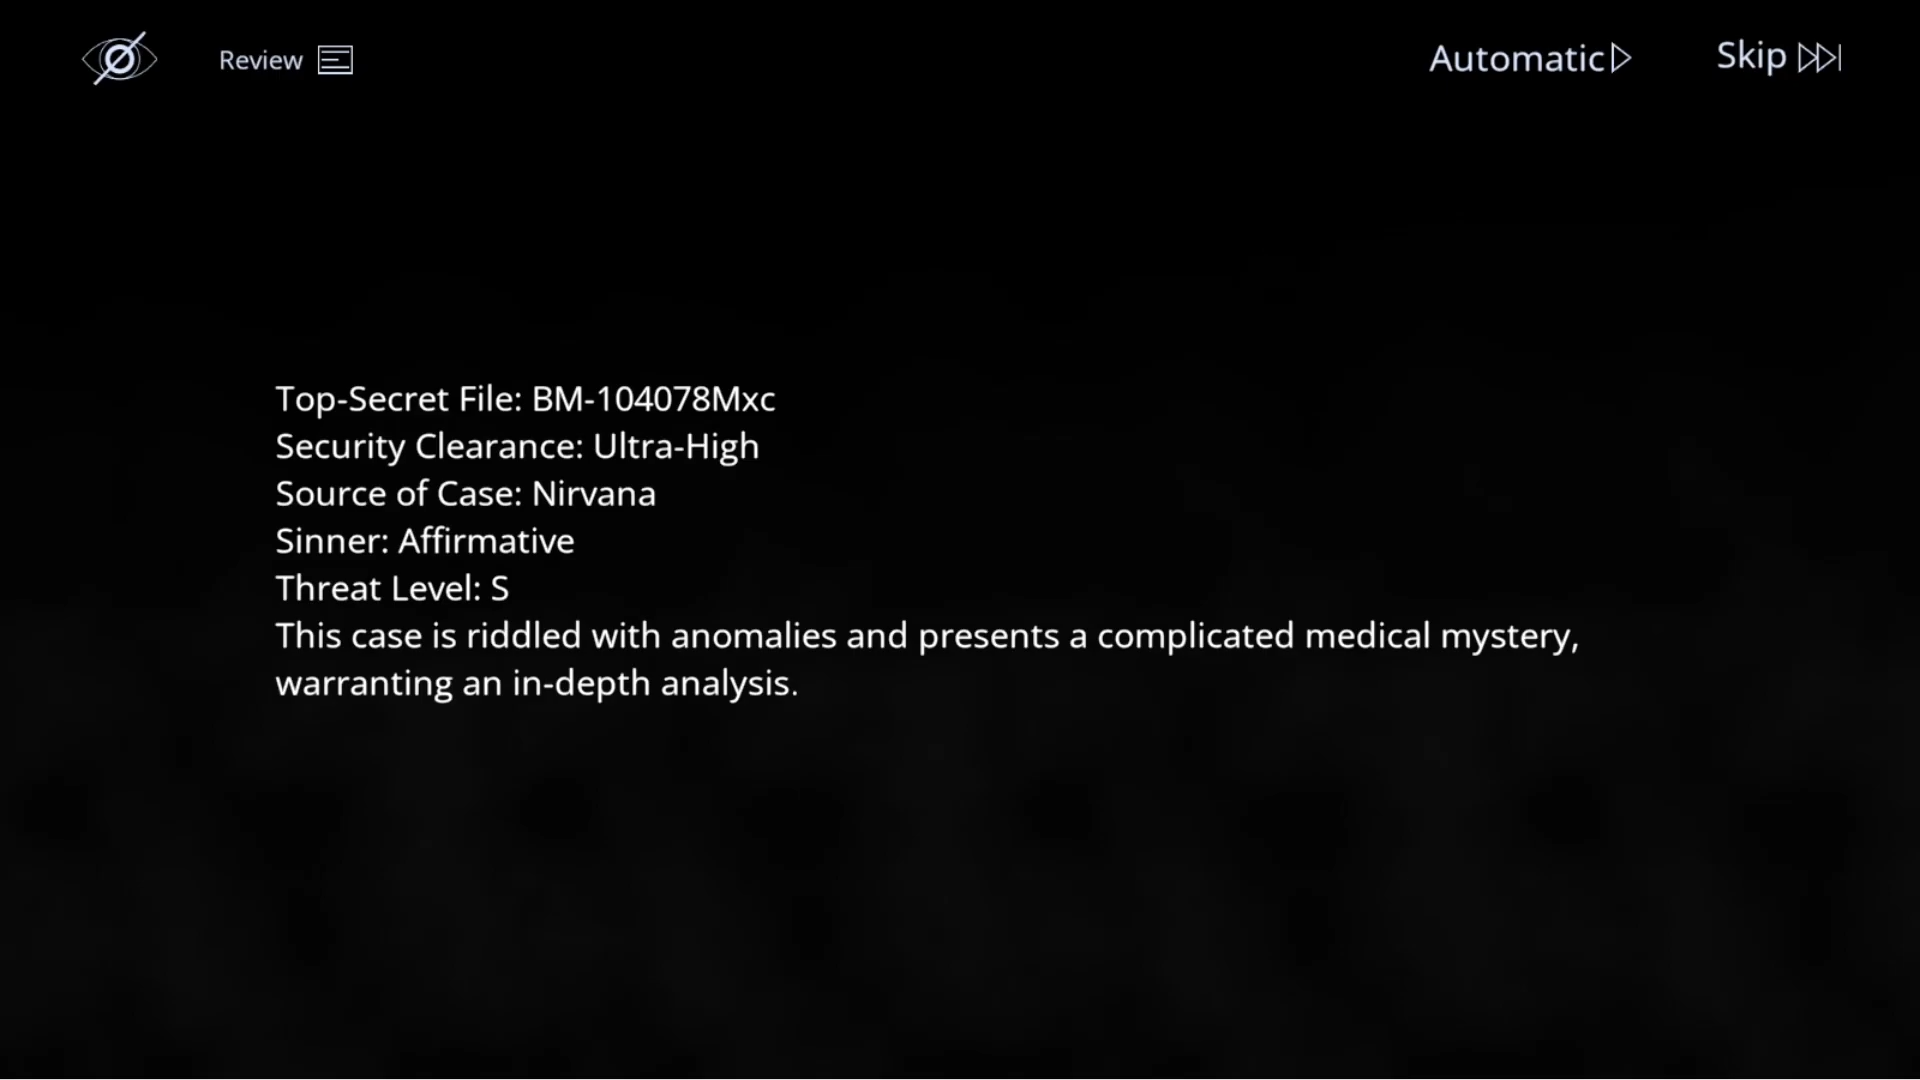 Review
Automatic
Skip
Top-Secret File: BM-104078Mxc
Security Clearance: Ultra-High
Source of Case: Nirvana
Sinner: Affirmative
Threat Level: S
This case is riddled with anomalies and presents a complicated medical mystery,
warranting an in-depth analysis.